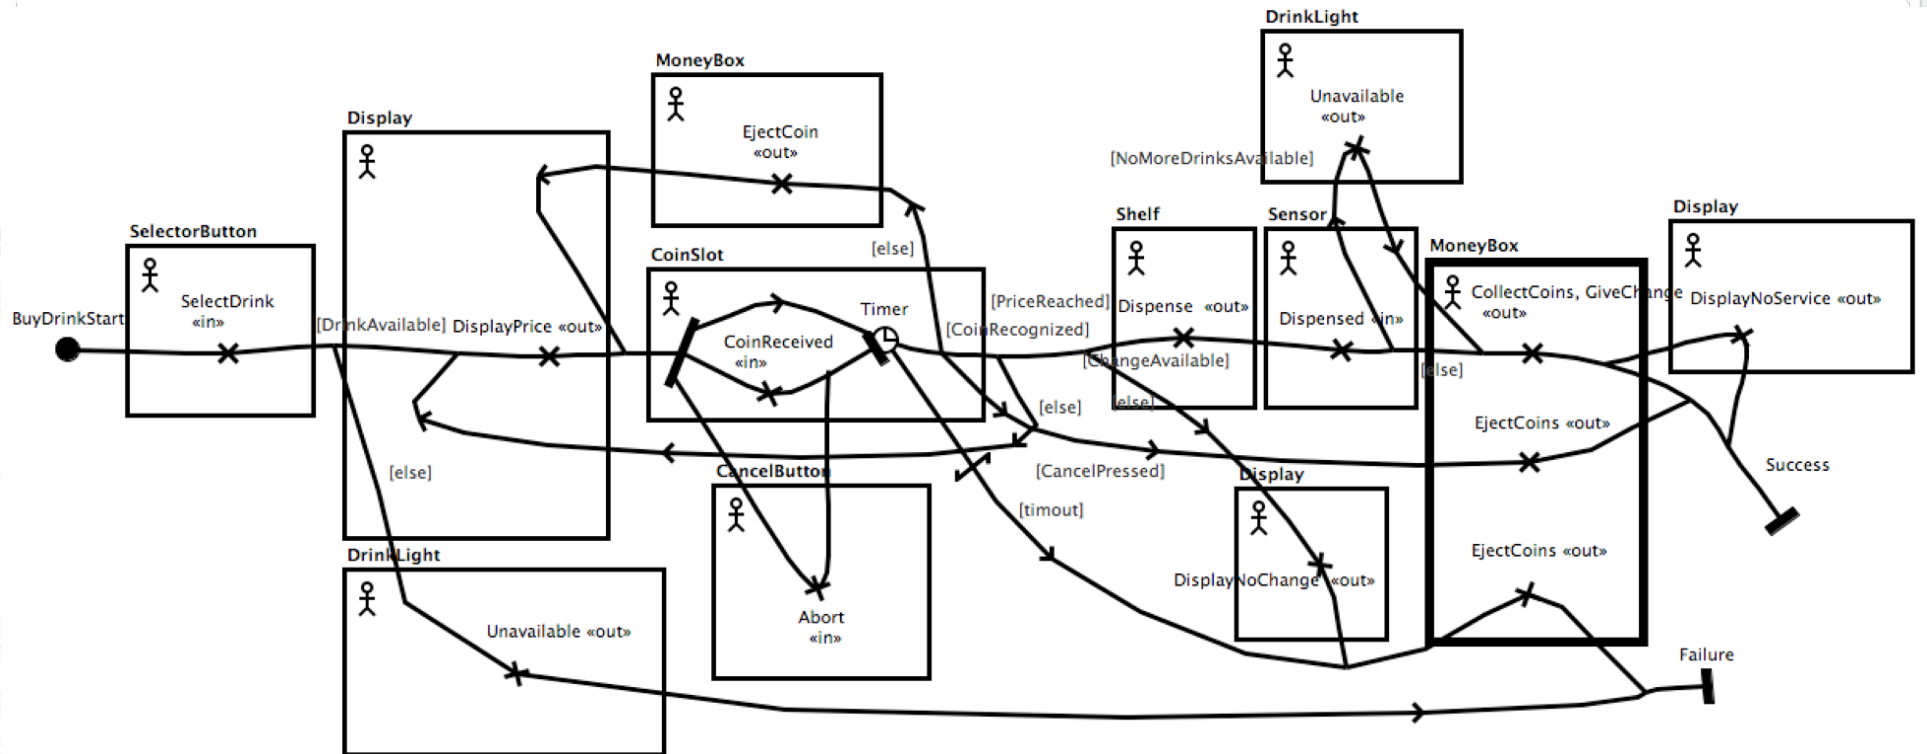 DrinkLight
Unavailable
«out»
[NoMoreDrinksAvailable]
MoneyBox
EjectCoin
«out»
Display
[DrinkAvailable]
DisplayPrice «out»
[else]
SelectorButton
SelectDrink
«in»
BuyDrinkStart
CoinSlot
CoinReceived
«in»
Timer
[else]
[PriceReached]
[CoinRecognized]
[ChangeAvailable]
[else]
[else]
Shelf
Dispense «out»
Sensor
Dispensed «in»
[else]
MoneyBox
CollectCoins, GiveChange
«out»
EjectCoins «out»
EjectCoins «out»
Display
DisplayNoService «out»
Success
CancelButton
Abort
«in»
[CancelPressed]
[timout]
Display
DisplayNoChange «out»
DrinkLight
Unavailable «out»
Failure